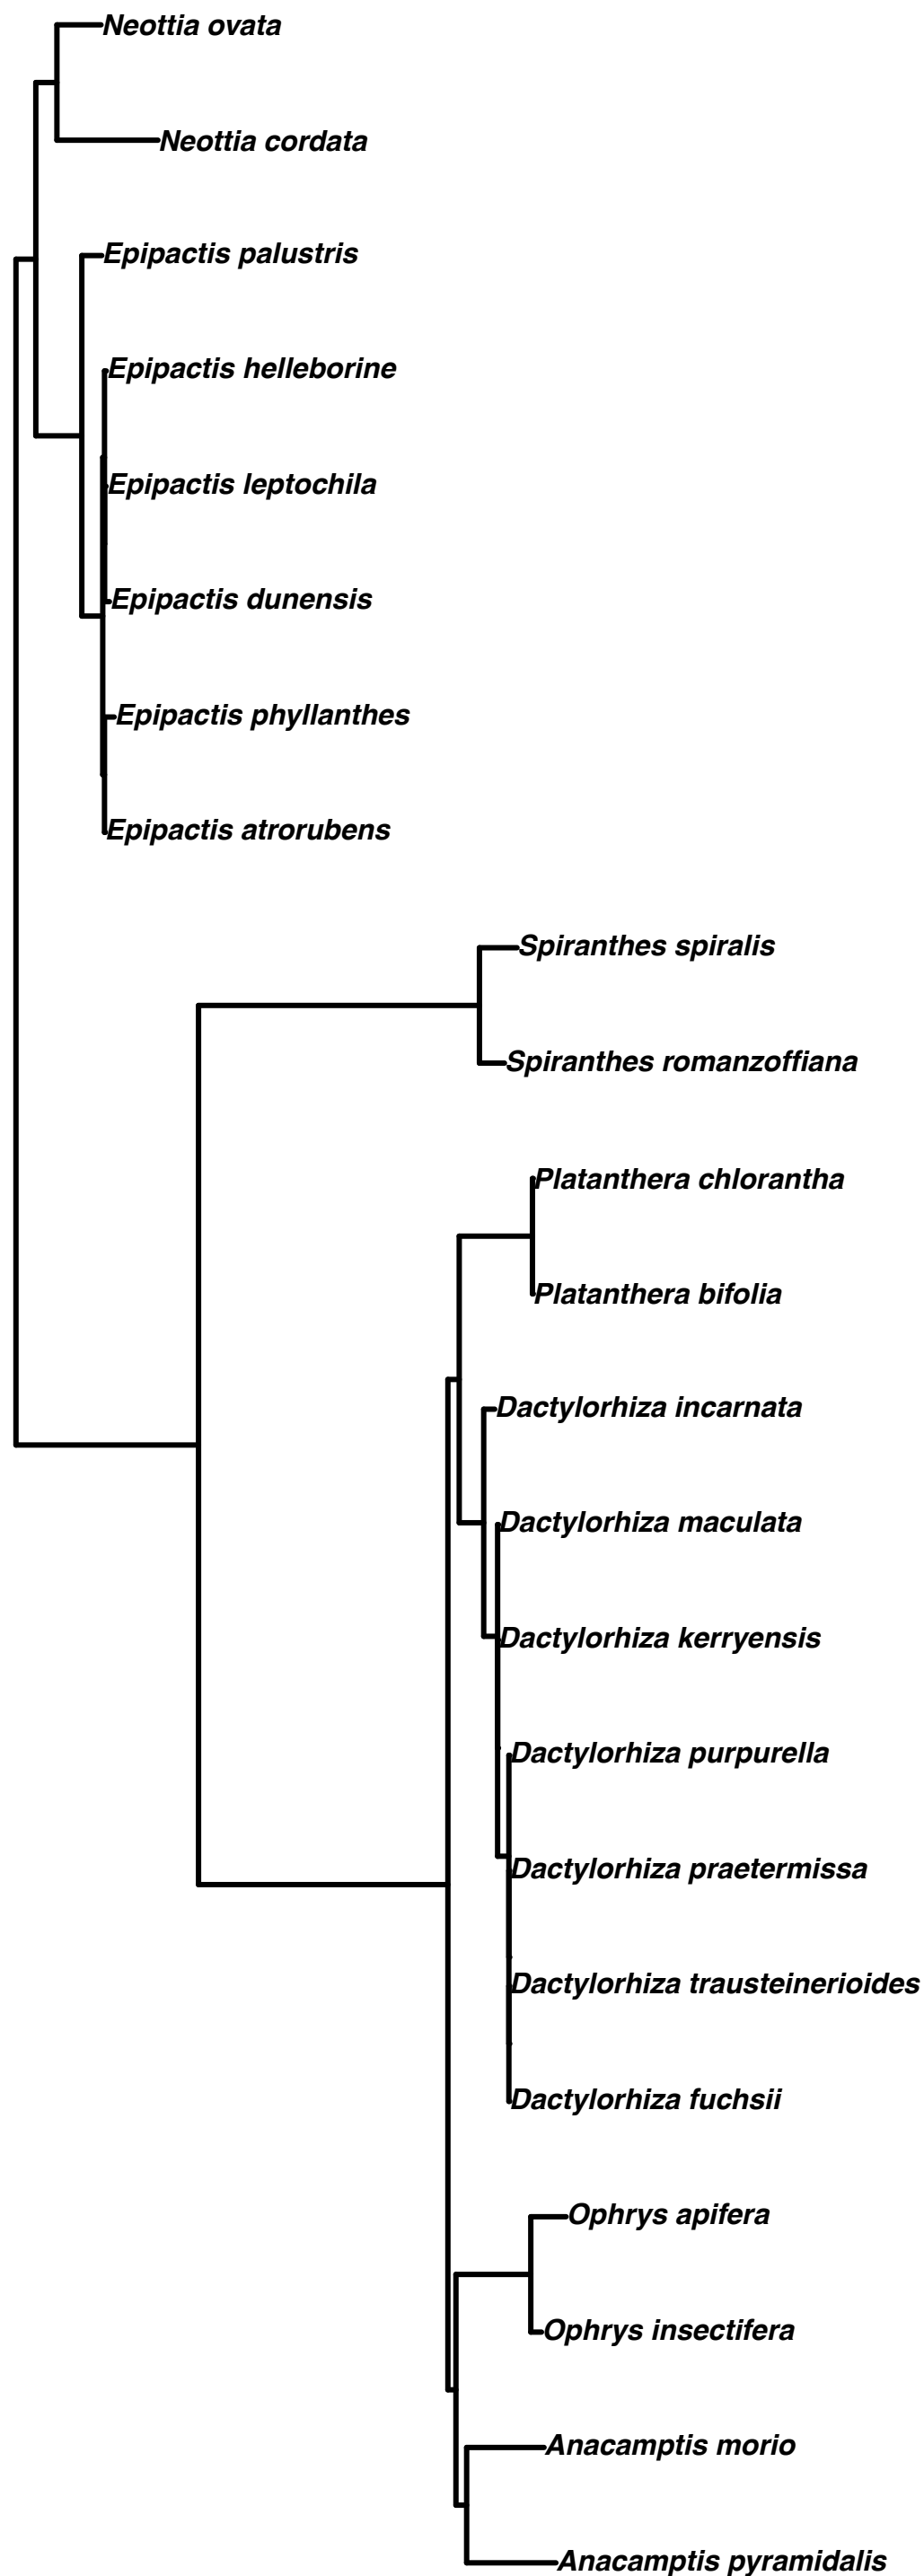 Neottia ovata
Neottia cordata
Epipactis palustris
Epipactis helleborine
Epipactis leptochila
Epipactis dunensis
Epipactis phyllanthes
Epipactis atrorubens
Spiranthes spiralis
Spiranthes romanzoffiana
Platanthera chlorantha
Platanthera bifolia
Dactylorhiza incarnata
Dactylorhiza maculata
Dactylorhiza kerryensis
Dactylorhiza purpurella
Dactylorhiza praetermissa
Dactylorhiza trausteinerioides
Dactylorhiza fuchsii
Ophrys apifera
Ophrys insectifera
Anacamptis morio
Anacamptis pyramidalis